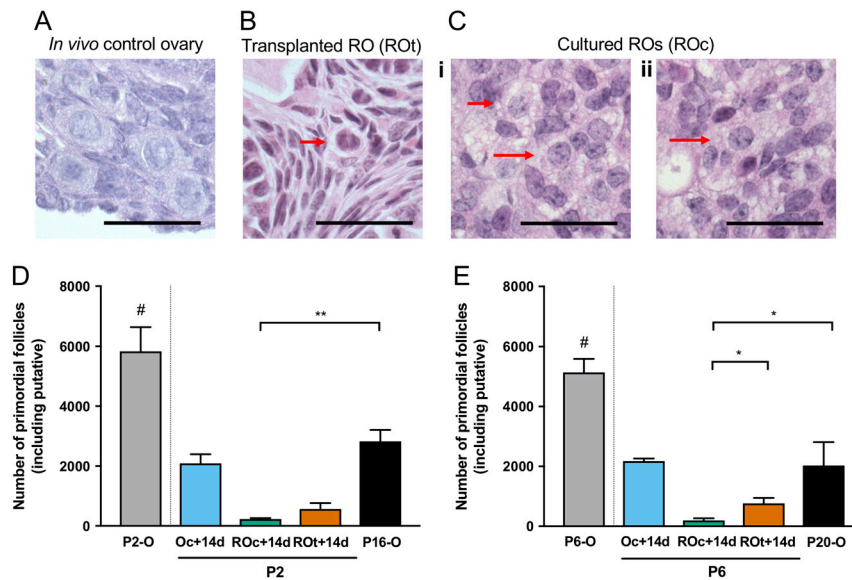 A
In vivo control ovary
B
Transplanted RO (ROt)
C
Cultured ROs (ROc)
i
ii
D
Number of primordial follicles
(including putative)
8000
6000
4000
2000
0
#
**
P2-O
Oc+14d
ROc+14d
ROt+14d
P16-O
P2
E
Number of primordial follicles
(including putative)
8000
6000
4000
2000
0
#
*
*
P6-O
Oc+14d
ROc+14d
ROt+14d
P20-O
P6